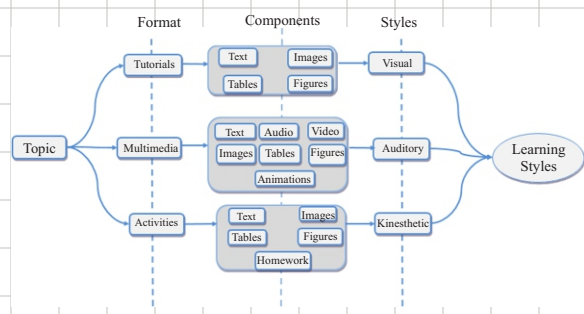 Format
Components
Styles
Text
Images
Tutorials
Visual
Tables
Figures
Text
Audio
Video
Topic
Multimedia
Images
Tables
Figures
Auditory
Learning
Styles
Animations
Text
Images
Activities
Kinesthetic
Tables
Figures
Homework